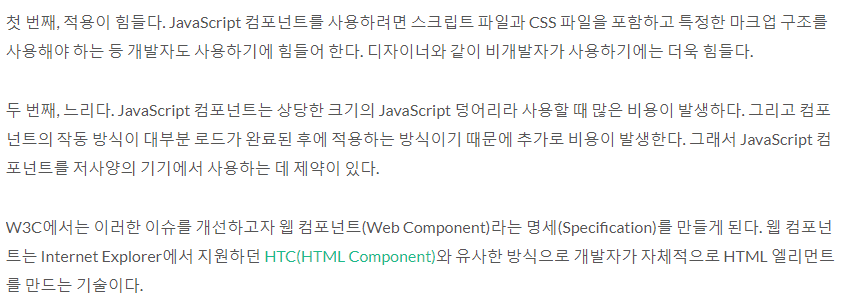 첫 번째, 적용이 힘들다. JavaScript 컴포넌트를 사용하려면 스크립트 파일과 CSS 파일을 포함하고 특정한 마크업 구조를
사용해야 하는 등 개발자도 사용하기에 힘들어 한다. 디자이너와 같이 비개발자가 사용하기에는 더욱 힘들다.
두 번째, 느리다. JavaScript 컴포넌트는 상당한 크기의 JavaScript 덩어리라 사용할 때 많은 비용이 발생하다. 그리고 컴포
넌트의 작동 방식이 대부분 로드가 완료된 후에 적용하는 방식이기 때문에 추가로 비용이 발생한다. 그래서 JavaScript 컴
포넌트를 저사양의 기기에서 사용하는 데 제약이 있다.
W3C에서는 이러한 이슈를 개선하고자 웹 컴포넌트(Web Component)라는 명세(Specification)를 만들게 된다. 웹 컴포넌
트는 Internet Explorer에서 지원하던 HTC(HTML Component)와 유사한 방식으로 개발자가 자체적으로 HTML 엘리먼트
를 만드는 기술이다.